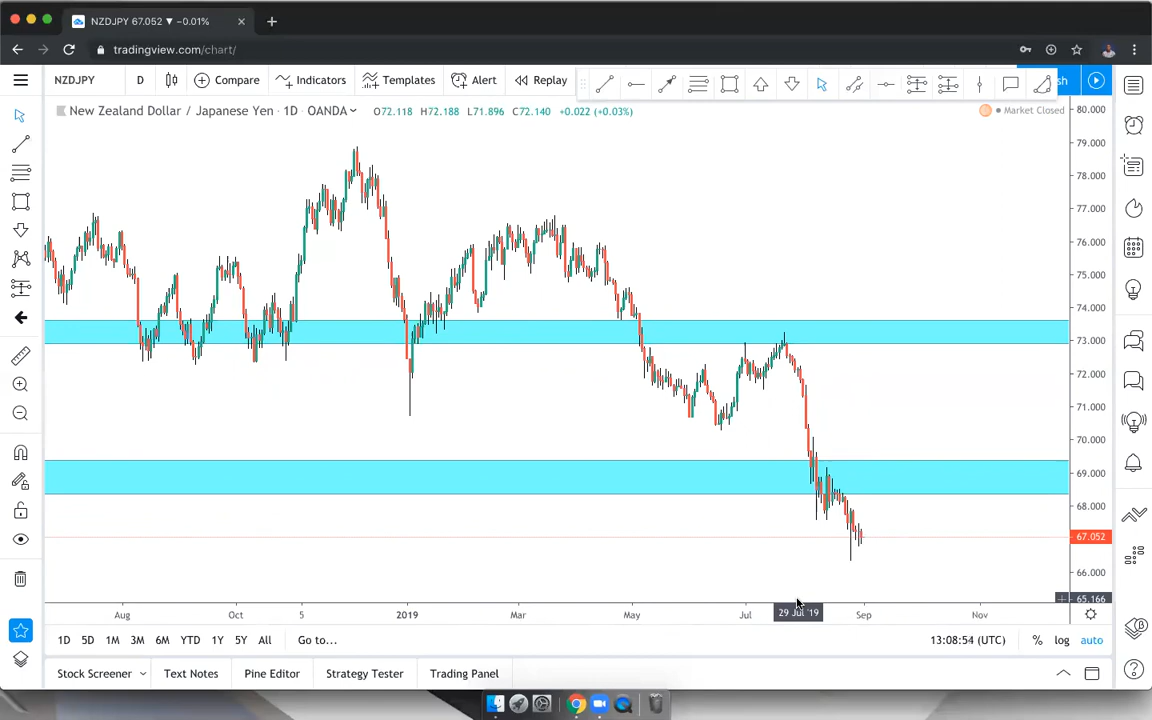 NZDJPY 67.052 ▼ −0.01%
tradingview.com/chart/
NZDJPY D Compare Indicators Templates Alert Replay
New Zealand Dollar / Japanese Yen · 1D · OANDA O72.118 H72.188 L71.896 C72.140 +0.022 (+0.03%)
Market Closed
80.000
79.000
78.000
77.000
76.000
75.000
74.000
73.000
72.000
71.000
70.000
69.000
68.000
67.052
66.000
65.166
Aug Oct 5 2019 Mar May Jul 29 Jul '19 Sep Nov
1D 5D 1M 3M 6M YTD 1Y 5Y All Go to... 13:08:54 (UTC) % log auto
Stock Screener Text Notes Pine Editor Strategy Tester Trading Panel